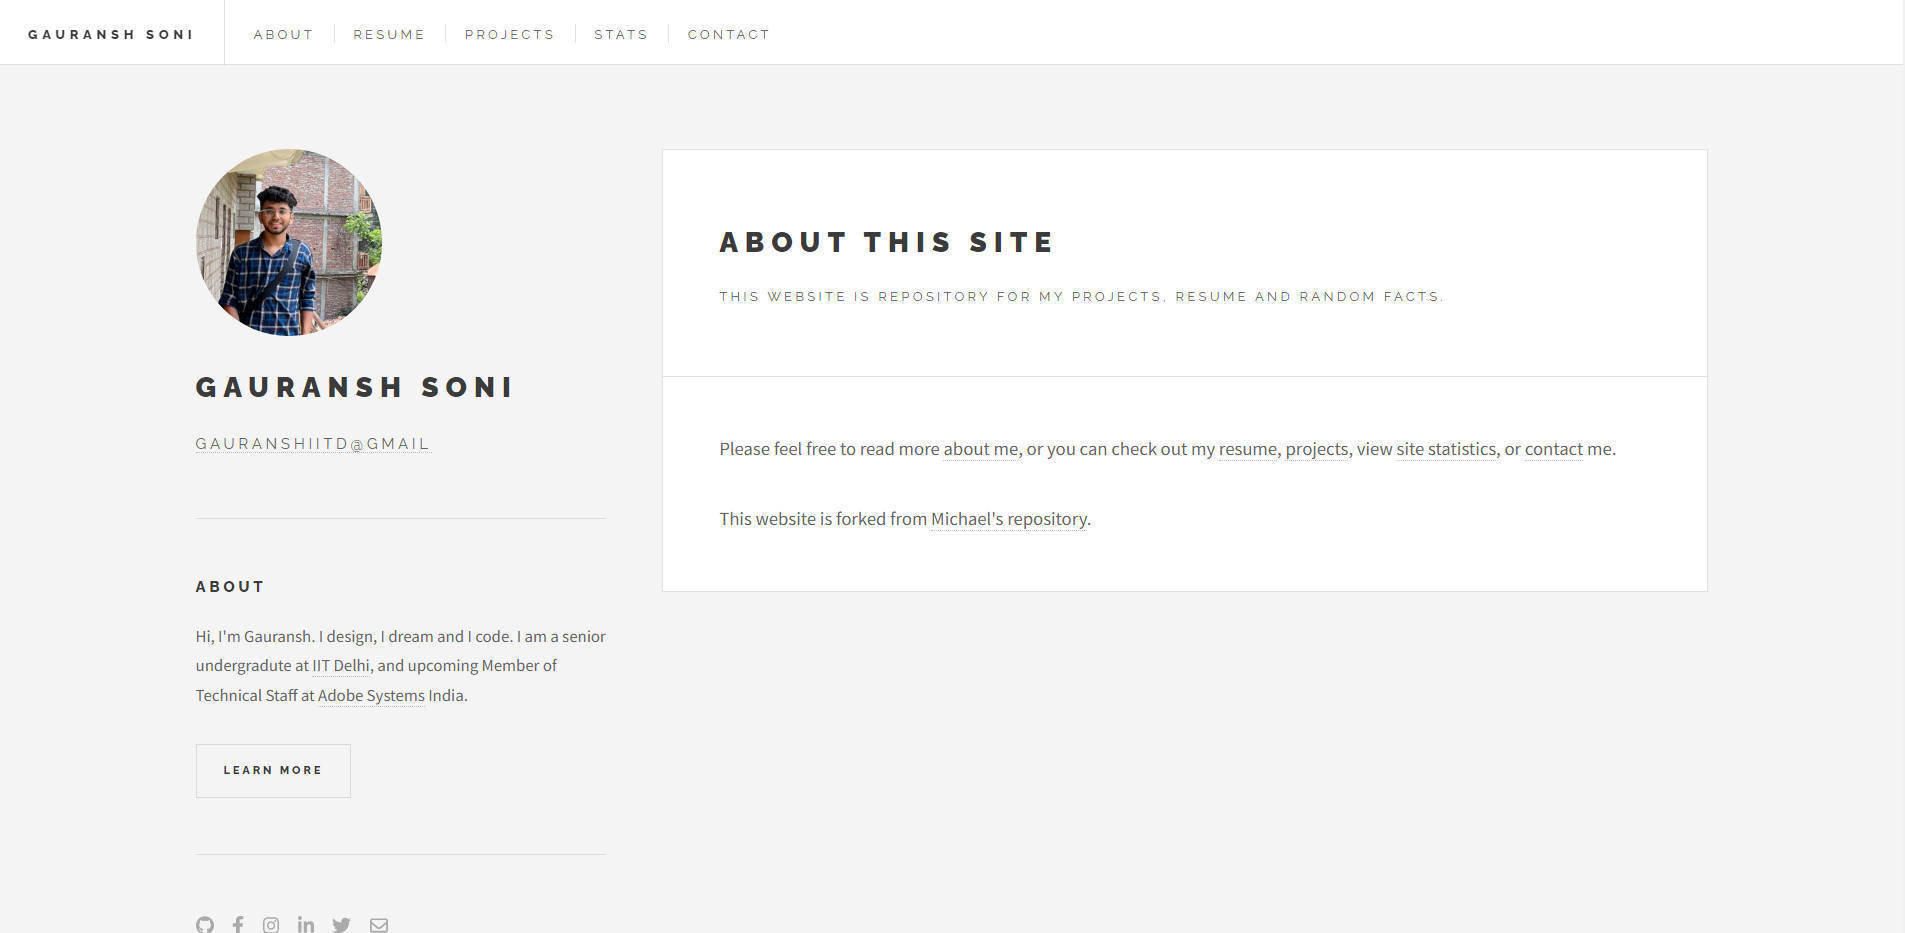 GAURANSH SONI
ABOUT
RESUME
PROJECTS
STATS
CONTACT
GAURANSH SONI
GAURANSHIITD@GMAIL
ABOUT
Hi, I'm Gauransh. I design, I dream and I code. I am a senior
undergradute at IIT Delhi, and upcoming Member of
Technical Staff at Adobe Systems India.
LEARN MORE
ABOUT THIS SITE
THIS WEBSITE IS REPOSITORY FOR MY PROJECTS, RESUME AND RANDOM FACTS.
Please feel free to read more about me, or you can check out my resume, projects, view site statistics, or contact me.
This website is forked from Michael's repository.